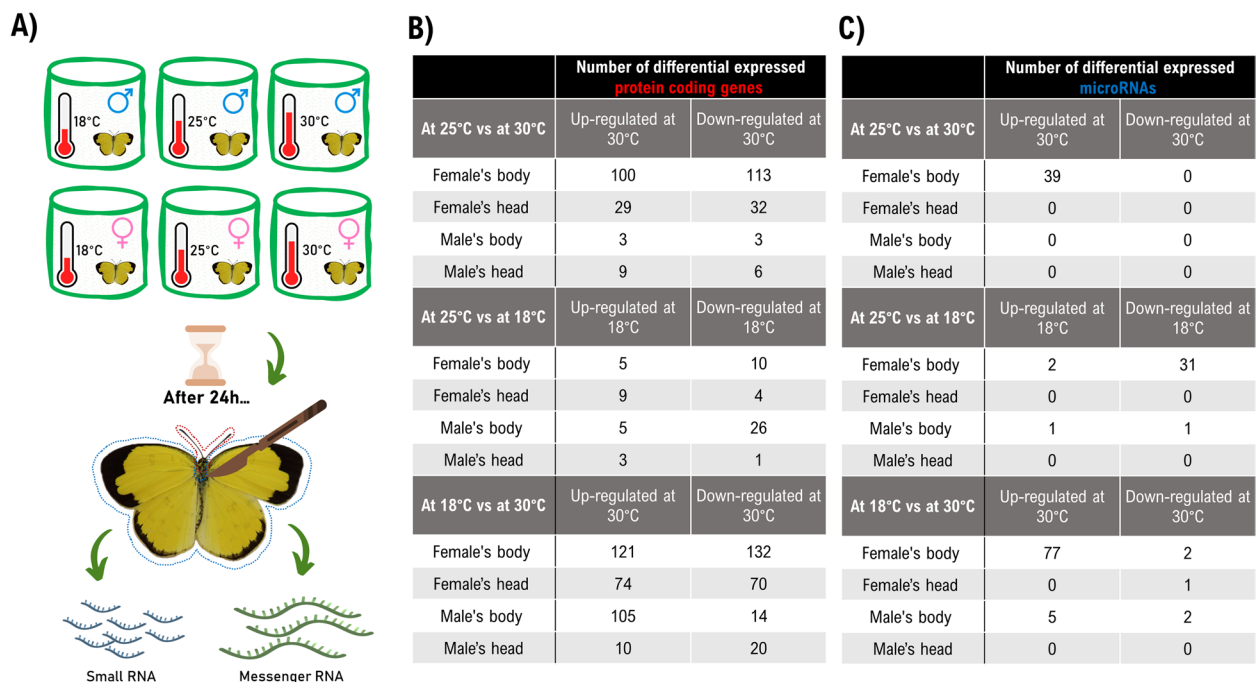 A)
18°C
25°C
30°C
18°C
25°C
30°C
After 24h...
Small RNA
Messenger RNA
B)
Number of differential expressed
protein coding genes
At 25°C vs at 30°C
Up-regulated at
30°C
Down-regulated at
30°C
Female's body 100 113
Female's head 29 32
Male's body 3 3
Male's head 9 6
At 25°C vs at 18°C
Up-regulated at
18°C
Down-regulated at
18°C
Female's body 5 10
Female's head 9 4
Male's body 5 26
Male's head 3 1
At 18°C vs at 30°C
Up-regulated at
30°C
Down-regulated at
30°C
Female's body 121 132
Female's head 74 70
Male's body 105 14
Male's head 10 20
C)
Number of differential expressed
microRNAs
At 25°C vs at 30°C
Up-regulated at
30°C
Down-regulated at
30°C
Female's body 39 0
Female's head 0 0
Male's body 0 0
Male's head 0 0
At 25°C vs at 18°C
Up-regulated at
18°C
Down-regulated at
18°C
Female's body 2 31
Female's head 0 0
Male's body 1 1
Male's head 0 0
At 18°C vs at 30°C
Up-regulated at
30°C
Down-regulated at
30°C
Female's body 77 2
Female's head 0 1
Male's body 5 2
Male's head 0 0